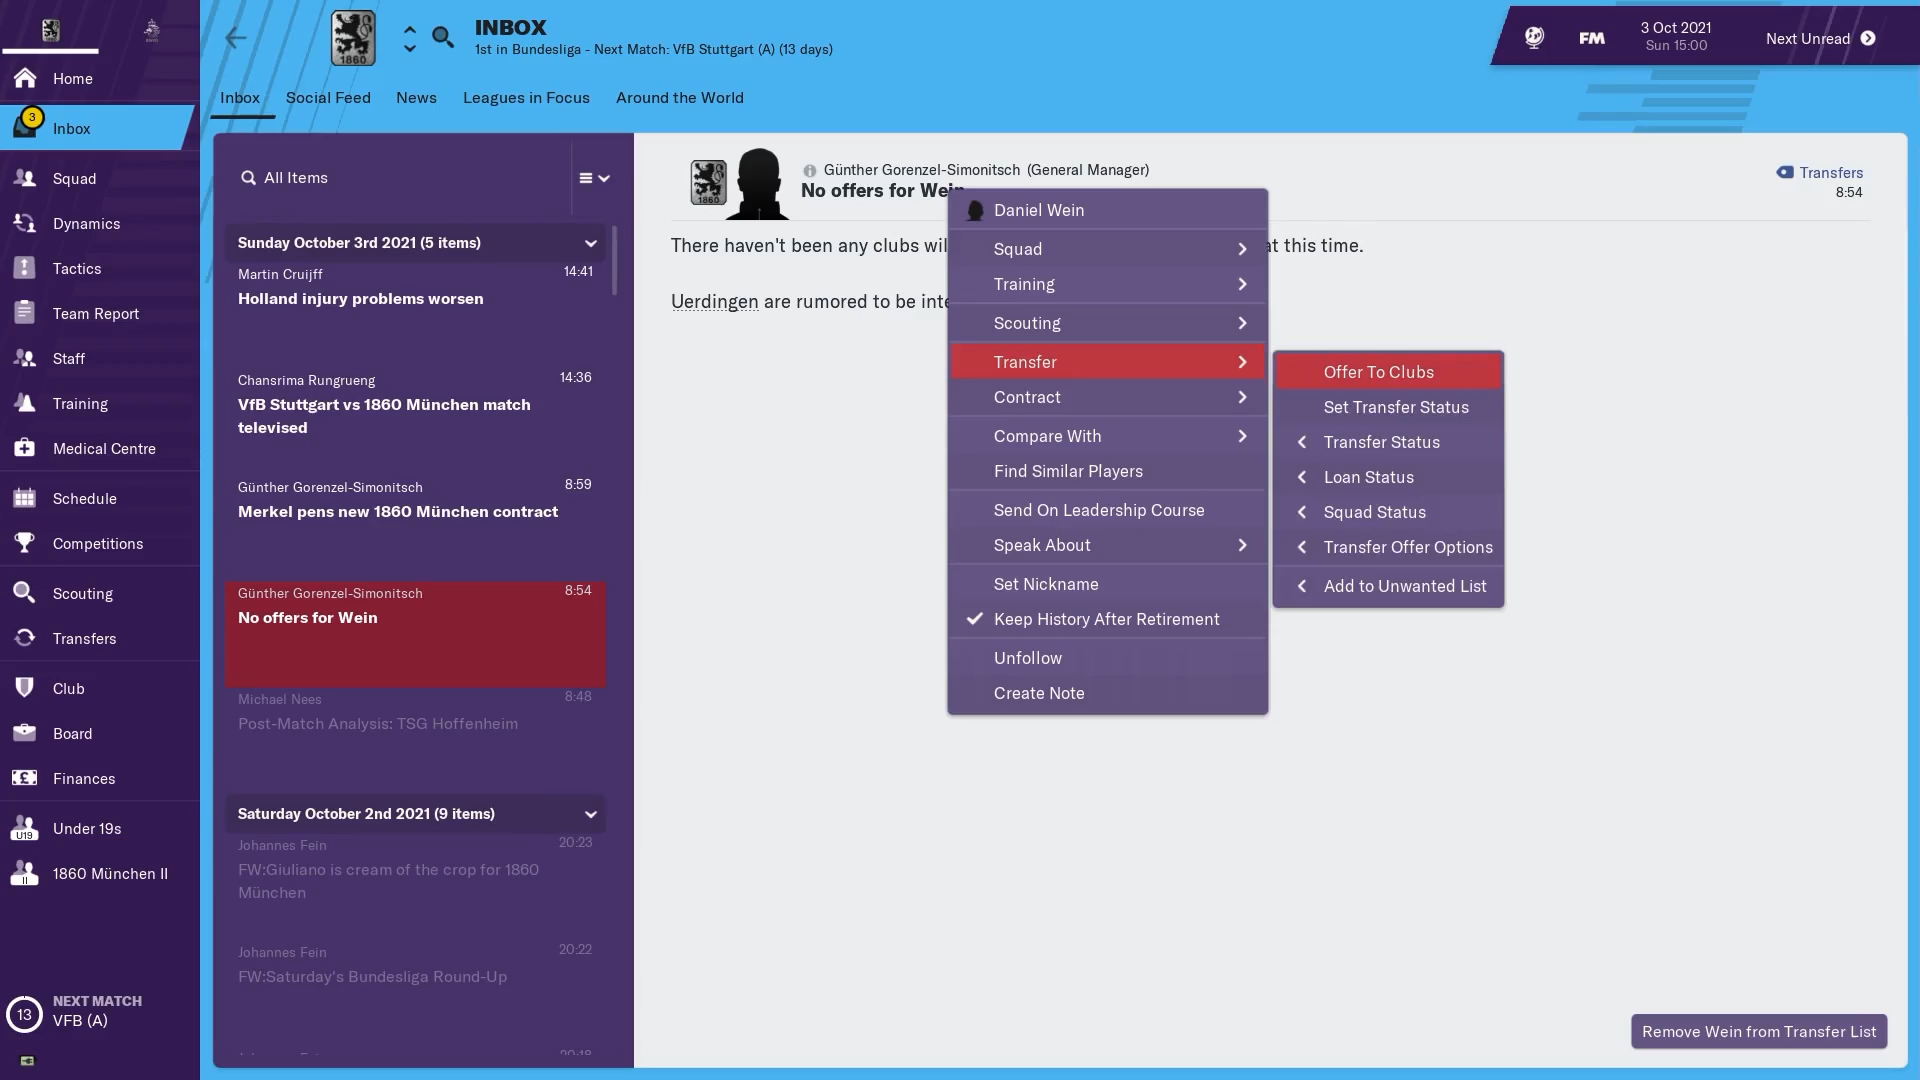 INBOX
1st in Bundesliga - Next Match: VfB Stuttgart (A) (13 days)
1860
FM
3 Oct 2021
Sun 15:00
Next Unread
Inbox
Social Feed
News
Leagues in Focus
Around the World
Home
3
Inbox
Squad
Dynamics
Tactics
Team Report
Staff
Training
Medical Centre
Schedule
Competitions
Scouting
Transfers
Club
Board
Finances
U19
Under 19s
II
1860 München II
13
NEXT MATCH
VFB (A)
All Items
Sunday October 3rd 2021 (5 items)
Martin Cruijff
14:41
Holland injury problems worsen
Chansrima Rungrueng
14:36
VfB Stuttgart vs 1860 München match
televised
Günther Gorenzel-Simonitsch
8:59
Merkel pens new 1860 München contract
Günther Gorenzel-Simonitsch
8:54
No offers for Wein
Michael Nees
8:48
Post-Match Analysis: TSG Hoffenheim
Saturday October 2nd 2021 (9 items)
Johannes Fein
20:23
FW:Giuliano is cream of the crop for 1860
München
Johannes Fein
20:22
FW:Saturday's Bundesliga Round-Up
1860
Günther Gorenzel-Simonitsch (General Manager)
No offers for Wein
Transfers
8:54
There haven't been any clubs wil
at this time.
Uerdingen are rumored to be inte
Daniel Wein
Squad
Training
Scouting
Transfer
Contract
Compare With
Find Similar Players
Send On Leadership Course
Speak About
Set Nickname
Keep History After Retirement
Unfollow
Create Note
Offer To Clubs
Set Transfer Status
Transfer Status
Loan Status
Squad Status
Transfer Offer Options
Add to Unwanted List
Remove Wein from Transfer List